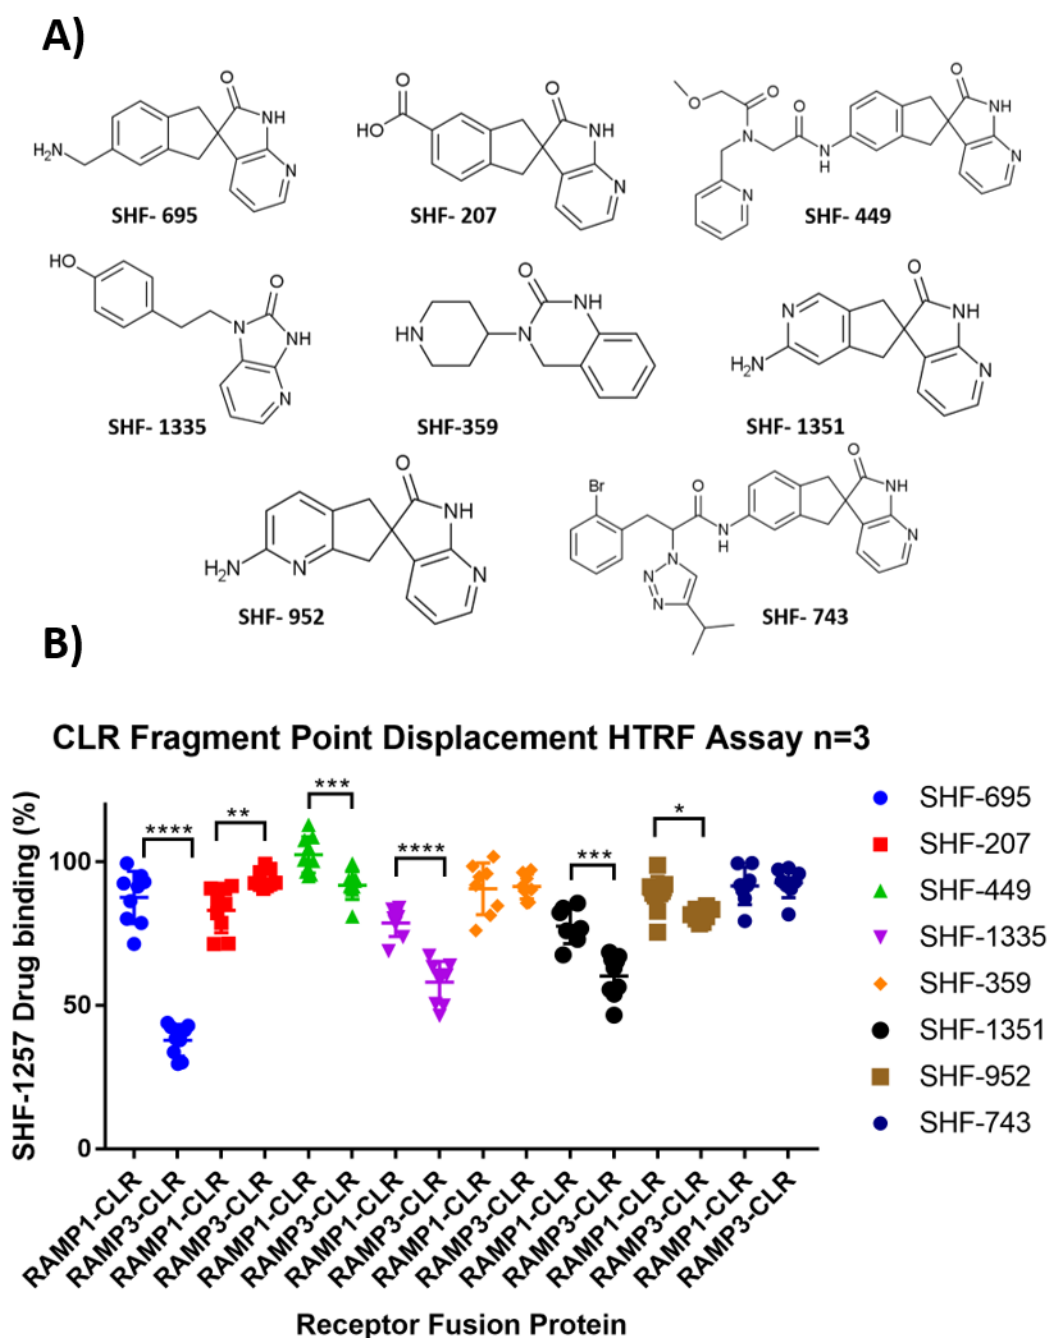 A)
O
NH
N
H₂N
SHF- 695
O
HO
O
NH
N
SHF- 207
O
O
N
O
N
H
N
O
NH
N
SHF- 449
HO
O
N
NH
N
SHF- 1335
O
NH
N
HN
SHF-359
O
NH
N
N
H₂N
SHF- 1351
O
NH
N
N
H₂N
SHF- 952
Br
O
N
H
N
N
N
O
NH
N
SHF- 743
B)
CLR Fragment Point Displacement HTRF Assay n=3
SHF-1257 Drug binding (%)
100
50
0
****
**
***
****
***
*
SHF-695
SHF-207
SHF-449
SHF-1335
SHF-359
SHF-1351
SHF-952
SHF-743
RAMP1-CLR
RAMP3-CLR
RAMP1-CLR
RAMP3-CLR
RAMP1-CLR
RAMP3-CLR
RAMP1-CLR
RAMP3-CLR
RAMP1-CLR
RAMP3-CLR
RAMP1-CLR
RAMP3-CLR
RAMP1-CLR
RAMP3-CLR
RAMP1-CLR
RAMP3-CLR
Receptor Fusion Protein